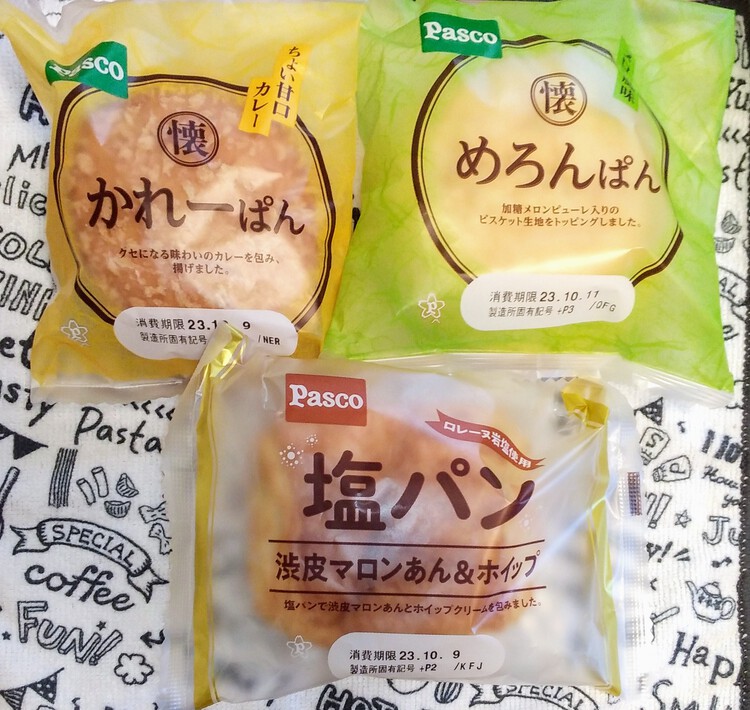 Pasco
ちょい甘口
カレー
懐
かれーぱん
クセになる味わいのカレーを包み、
揚げました。
消費期限 23.10. 9
製造所固有記号 /NER
Pasco
懐
めろんぱん
加糖メロンピューレ入りの
ビスケット生地をトッピングしました。
消費期限 23.10.11
製造所固有記号 +P3 /OFG
Pasco
ロレーヌ岩塩使用
塩パン
渋皮マロンあん&ホイップ
塩パンで渋皮マロンあんとホイップクリームを包みました。
消費期限 23.10. 9
製造所固有記号 +P2 /KFJ
Pasta
SPECIAL
coffee
FUN!
SPECIAL